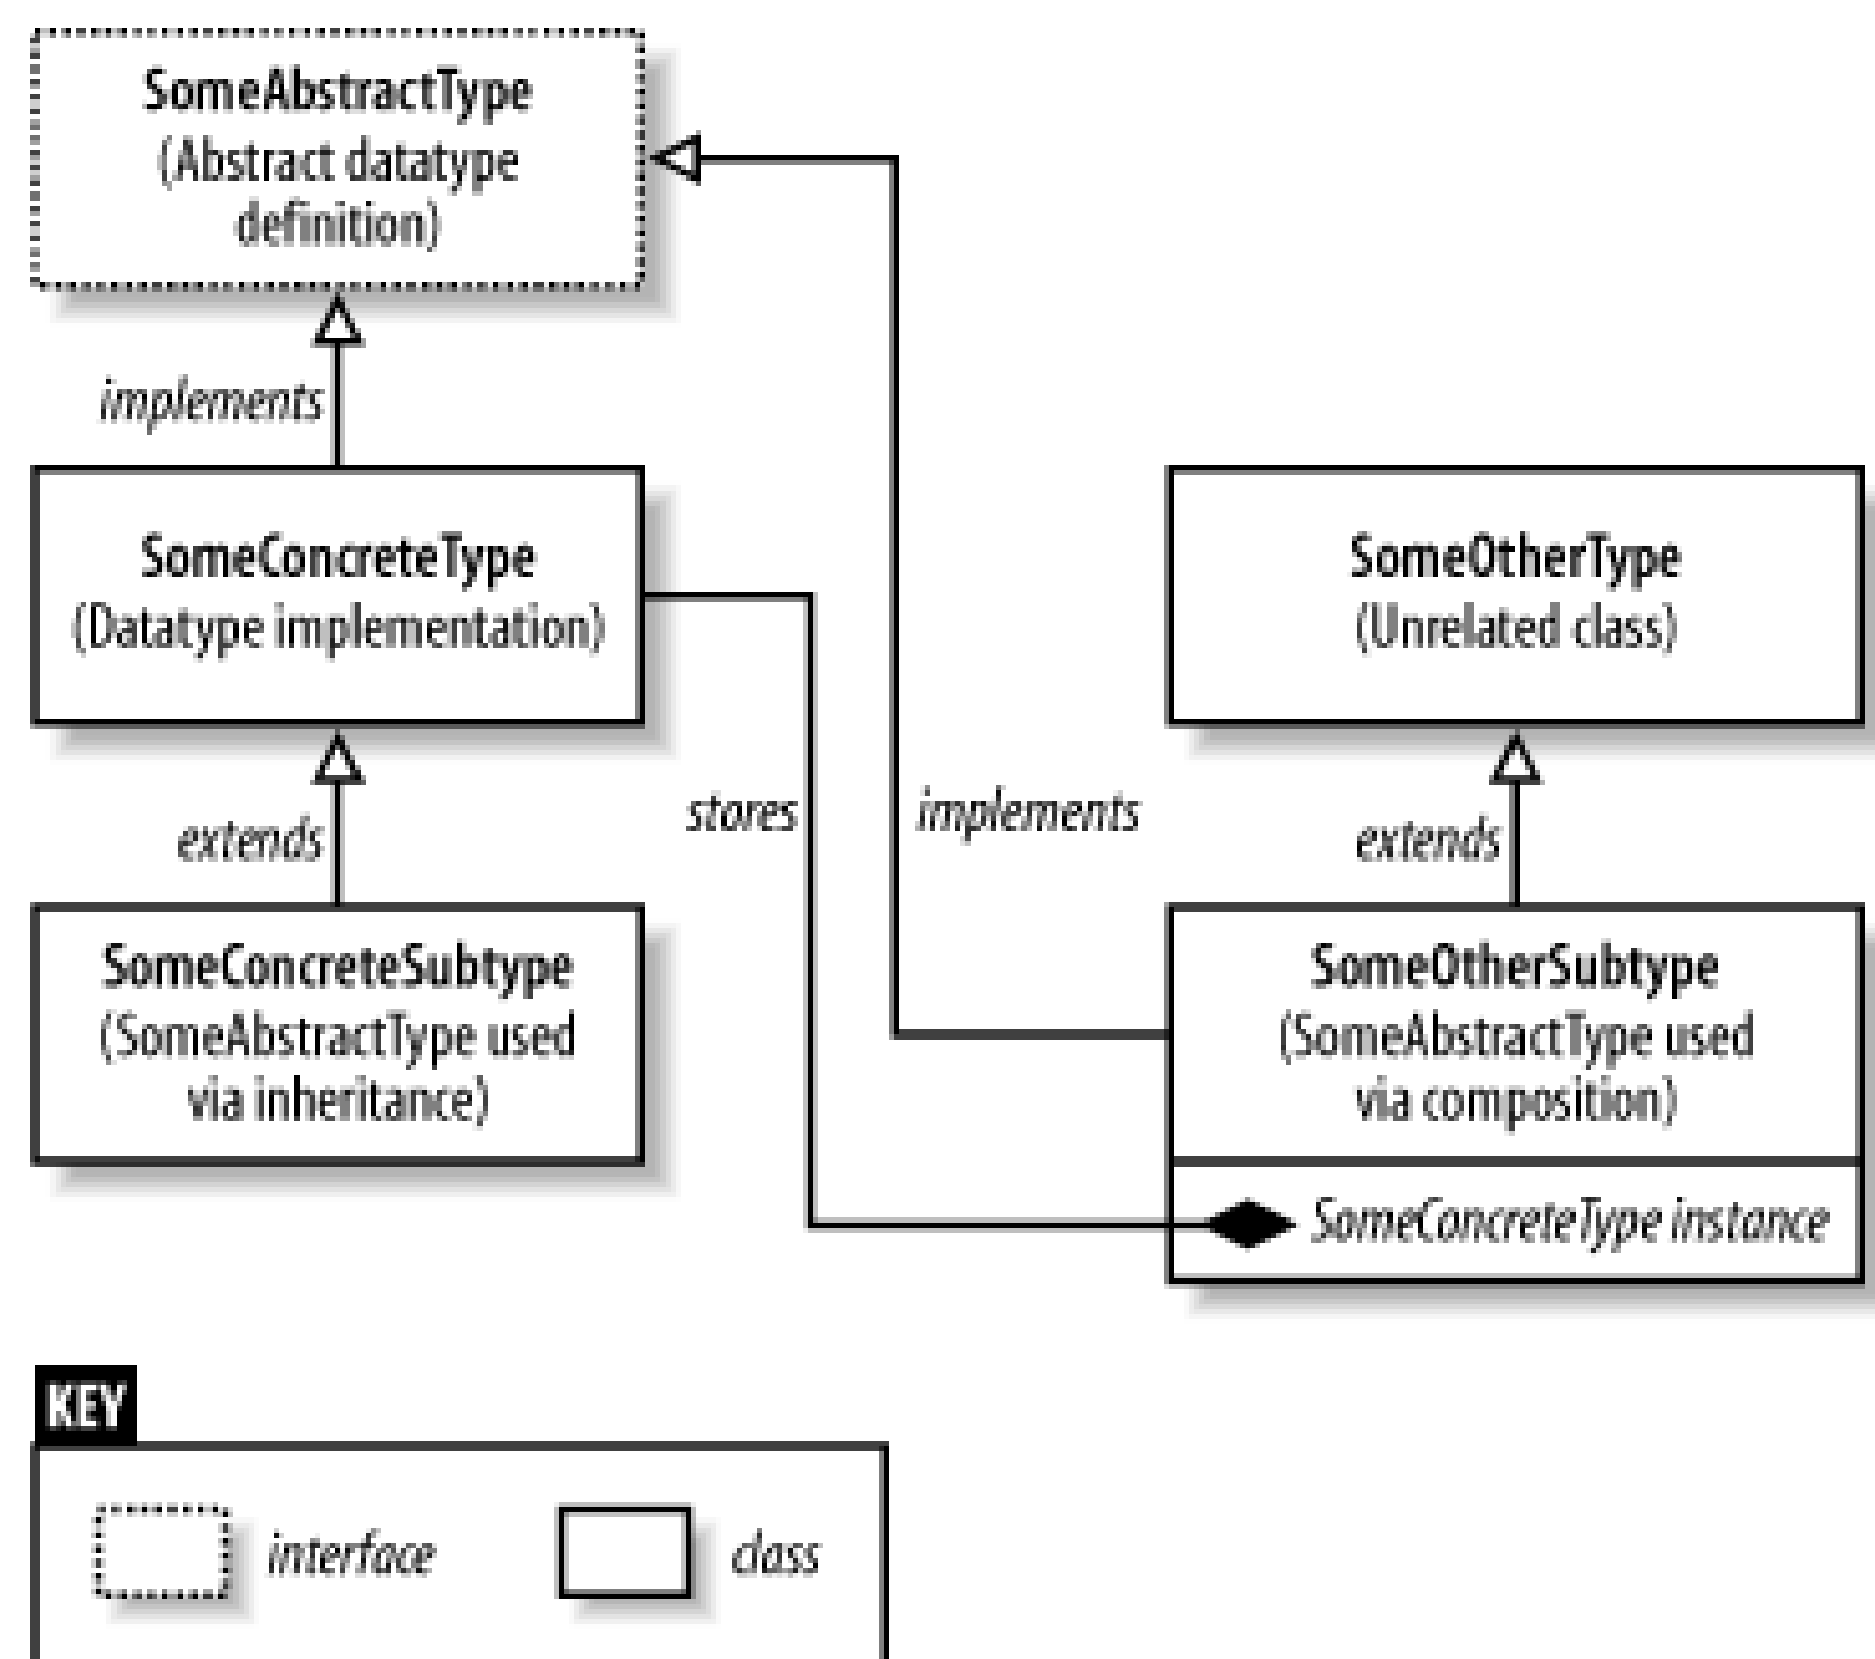 SomeAbstractType
(Abstract datatype
definition)
implements
SomeConcreteType
(Datatype implementation)
SomeOtherType
(Unrelated class)
extends
stores
implements
extends
SomeConcreteSubtype
(SomeAbstractType used
via inheritance)
SomeOtherSubtype
(SomeAbstractType used
via composition)
SomeConcreteType instance
KEY
interface
class